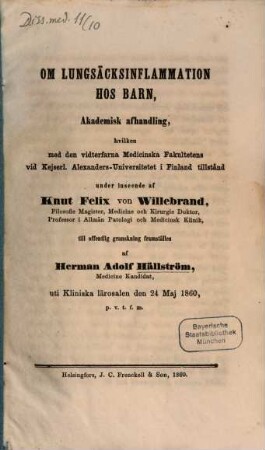 Diss. med. 11/10
OM LUNGSÄCKSINFLAMMATION
HOS BARN,
Akademisk afhandling,
hvilken
med den vidterfarna Medicinska Fakultetens
vid Kejserl. Alexanders-Universitetet i Finland tillstånd
under inseende af
Knut Felix von Willebrand,
Filosofie Magister, Medicine och Kirurgie Doktor,
Professor i Allmän Patologi och Medicinsk Klinik,
till offentlig granskning framställes
af
Herman Adolf Hällström,
Medicine Kandidat,
uti Kliniska lärosalen den 24 Maj 1860,
p. v. t. f. m.
Bayerische
Staatsbibliothek
München
Helsingfors, J. C. Frenckell & Son, 1860.